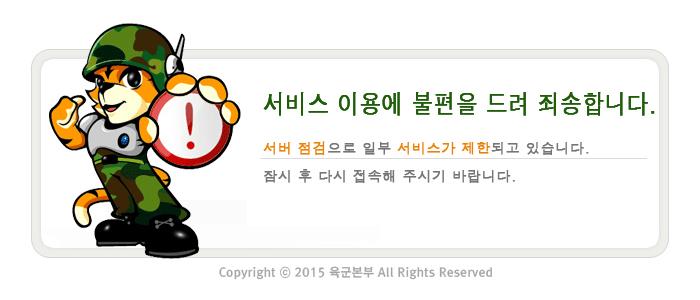 서비스 이용에 불편을 드려 죄송합니다.
서버 점검으로 일부 서비스가 제한되고 있습니다.
잠시 후 다시 접속해 주시기 바랍니다.
Copyright ⓒ 2015 육군본부 All Rights Reserved